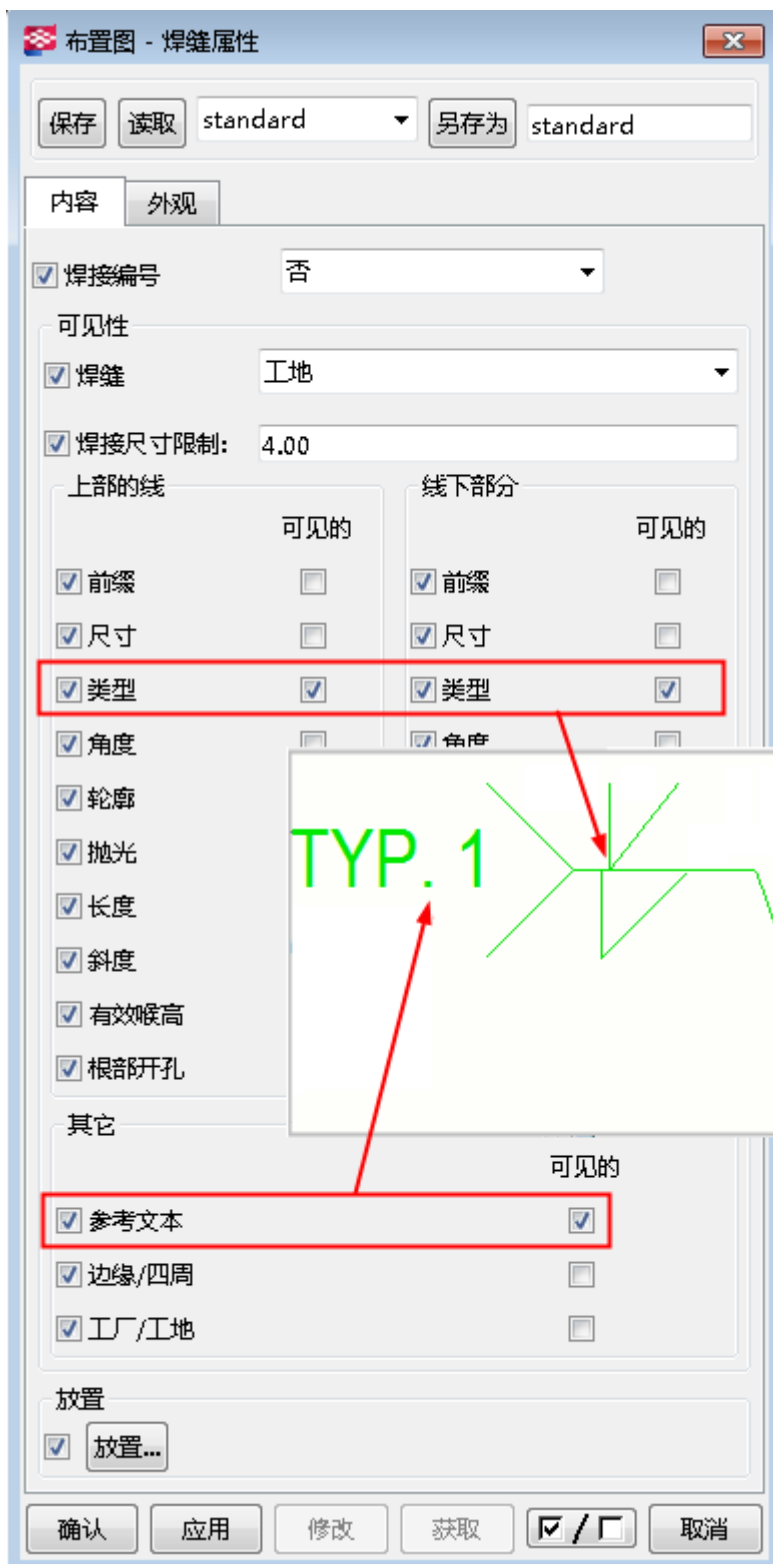 布置图 - 焊缝属性
保存 读取 standard 另存为 standard
内容 外观
焊接编号 否
可见性
焊缝 工地
焊接尺寸限制: 4.00
上部的线 线下部分
可见的 可见的
前缀 前缀
尺寸 尺寸
类型 类型
角度 角度
轮廓
抛光
长度
斜度
有效喉高
根部开孔
TYP. 1
其它
可见的
参考文本
边缘/四周
工厂/工地
放置
放置...
确认 应用 修改 获取 / 取消